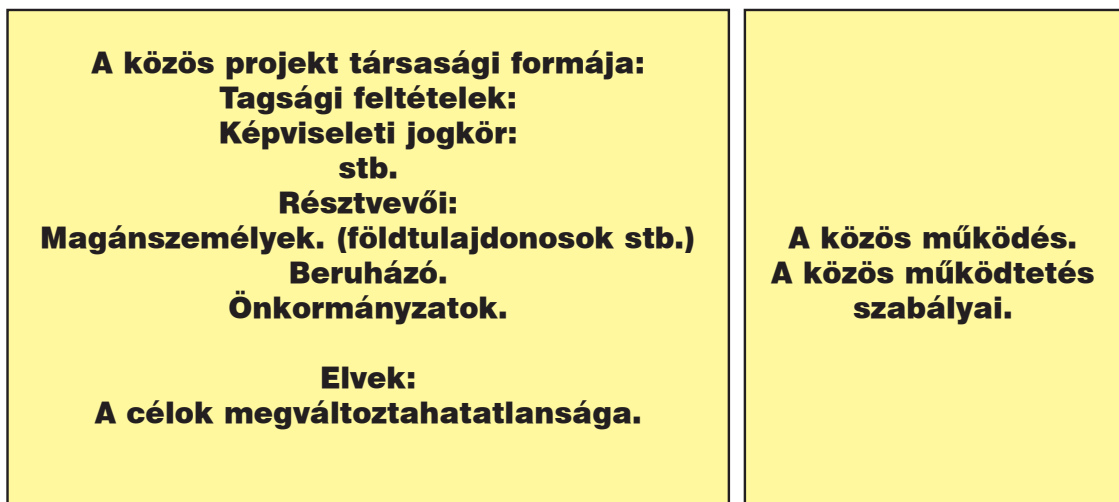 A közös projekt társasági formája:
Tagsági feltételek:
Képviseleti jogkör:
stb.
Résztvevői:
Magánszemélyek. (földtulajdonosok stb.)
Beruházó.
Önkormányzatok.
Elvek:
A célok megváltoztahatatlansága.
A közös működés.
A közös működtetés
szabályai.